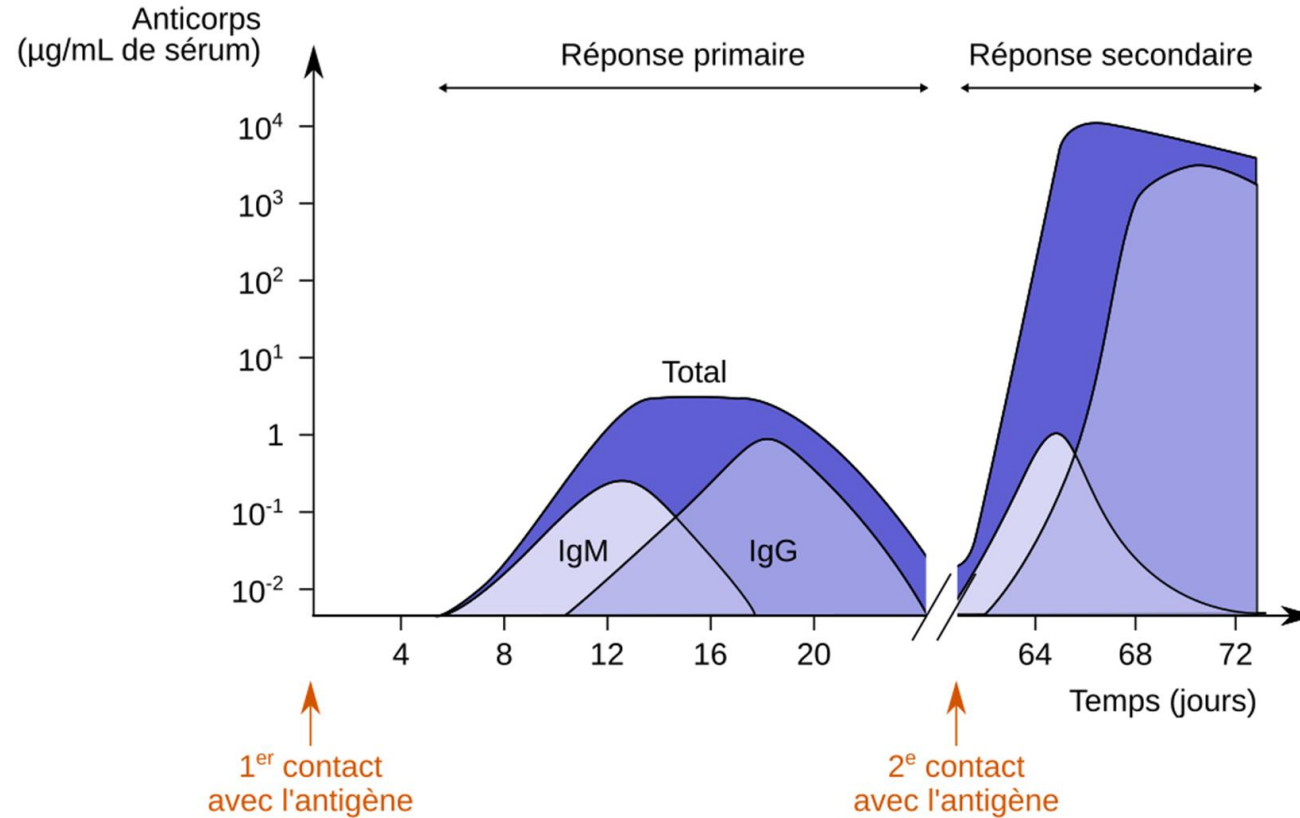 Anticorps
(µg/mL de sérum)
Réponse primaire
Réponse secondaire
10⁴
10³
10²
10¹
1
10⁻¹
10⁻²
Total
IgM
IgG
4
8
12
16
20
64
68
72
Temps (jours)
1ᵉʳ contact
avec l'antigène
2ᵉ contact
avec l'antigène